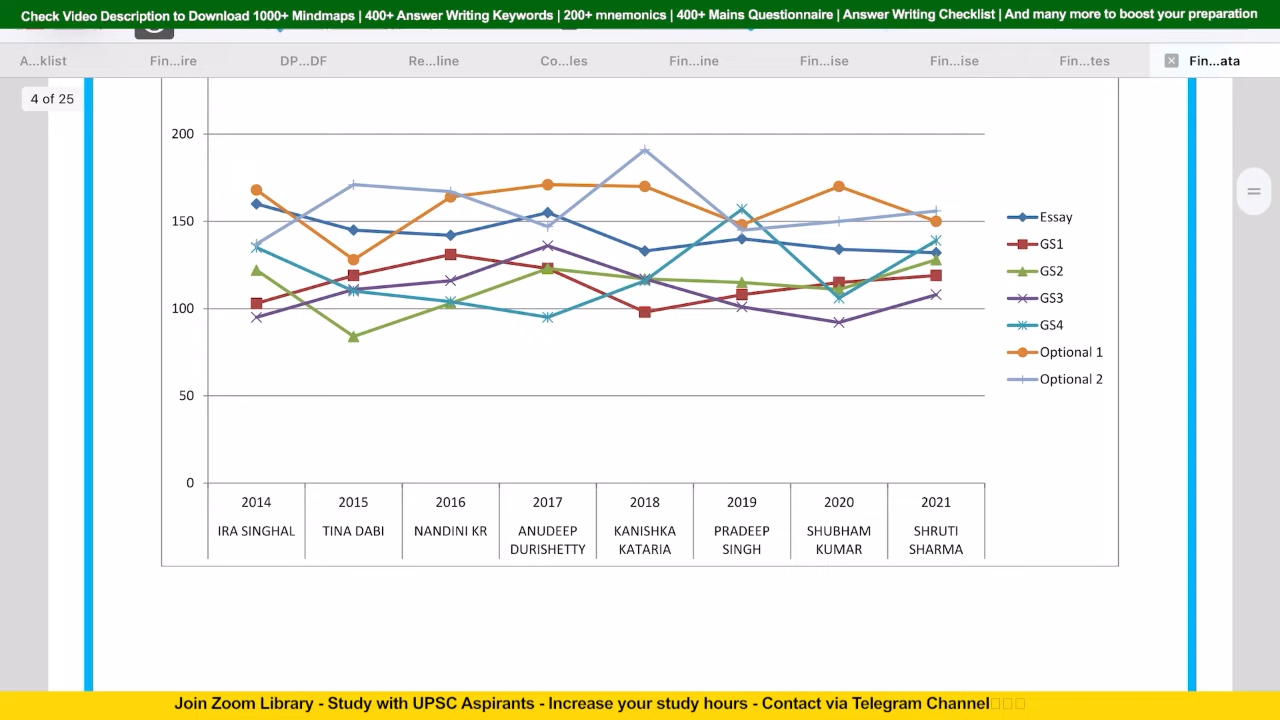 Check Video Description to Download 1000+ Mindmaps | 400+ Answer Writing Keywords | 200+ mnemonics | 400+ Mains Questionnaire | Answer Writing Checklist | And many more to boost your preparation
A...klist Fin...ire DP...DF Re...line Co...les Fin...ine Fin...ise Fin...ise Fin...tes Fin...ata
4 of 25
200
150
100
50
0
Essay
GS1
GS2
GS3
GS4
Optional 1
Optional 2
2014 2015 2016 2017 2018 2019 2020 2021
IRA SINGHAL TINA DABI NANDINI KR ANUDEEP KANISHKA PRADEEP SHUBHAM SHRUTI
DURISHETTY KATARIA SINGH KUMAR SHARMA
Join Zoom Library - Study with UPSC Aspirants - Increase your study hours - Contact via Telegram Channel